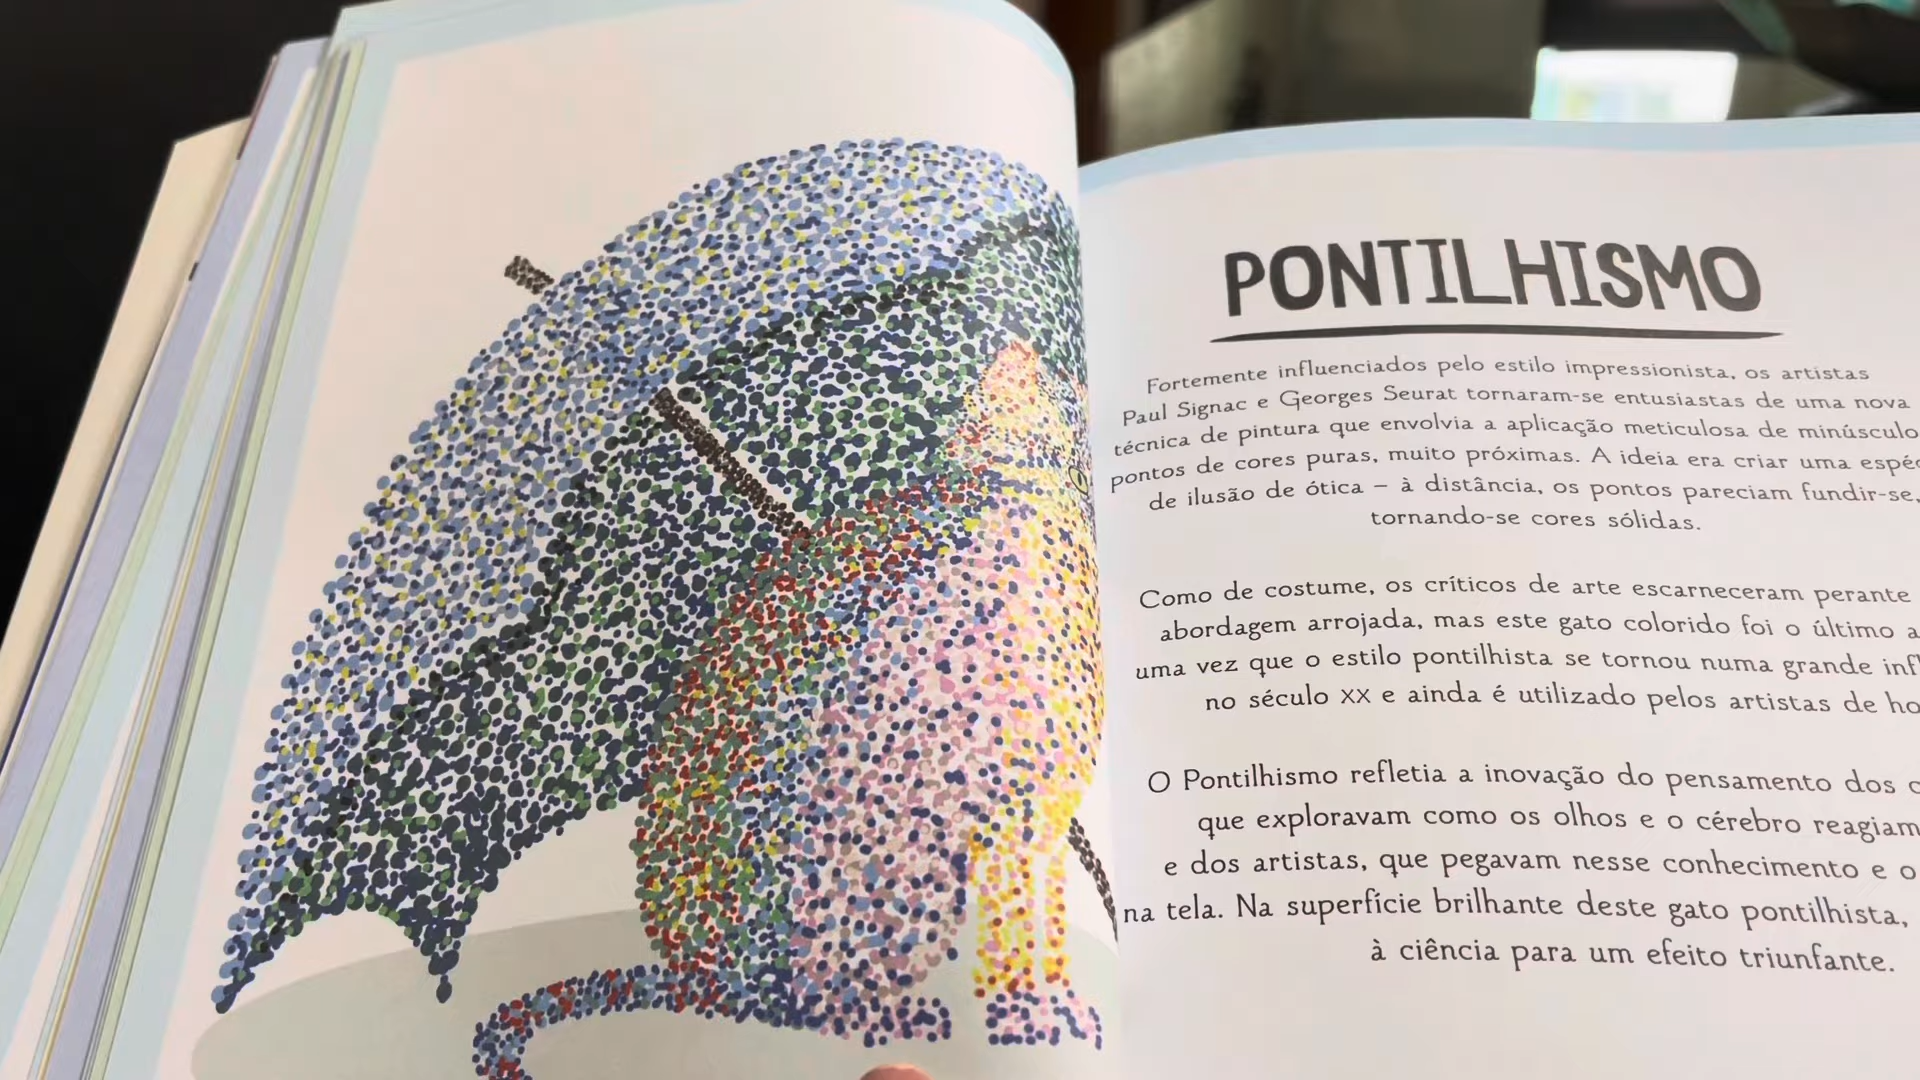 PONTILHISMO
Fortemente influenciados pelo estilo impressionista, os artistas
Paul Signac e Georges Seurat tornaram-se entusiastas de uma nova
técnica de pintura que envolvia a aplicação meticulosa de minúsculo
pontos de cores puras, muito próximas. A ideia era criar uma espéc
de ilusão de ótica – à distância, os pontos pareciam fundir-se,
tornando-se cores sólidas.
Como de costume, os críticos de arte escarneceram perante
abordagem arrojada, mas este gato colorido foi o último a
uma vez que o estilo pontilhista se tornou numa grande infl
no século XX e ainda é utilizado pelos artistas de ho
O Pontilhismo refletia a inovação do pensamento dos c
que exploravam como os olhos e o cérebro reagiam
e dos artistas, que pegavam nesse conhecimento e o
na tela. Na superfície brilhante deste gato pontilhista,
à ciência para um efeito triunfante.